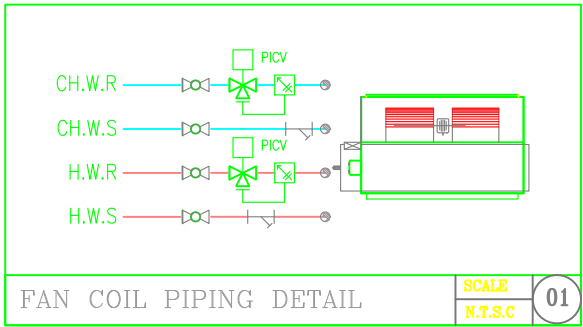 PICV
CH.W.R
CH.W.S
PICV
H.W.R
H.W.S
FAN COIL PIPING DETAIL
SCALE
N.T.S.C
01